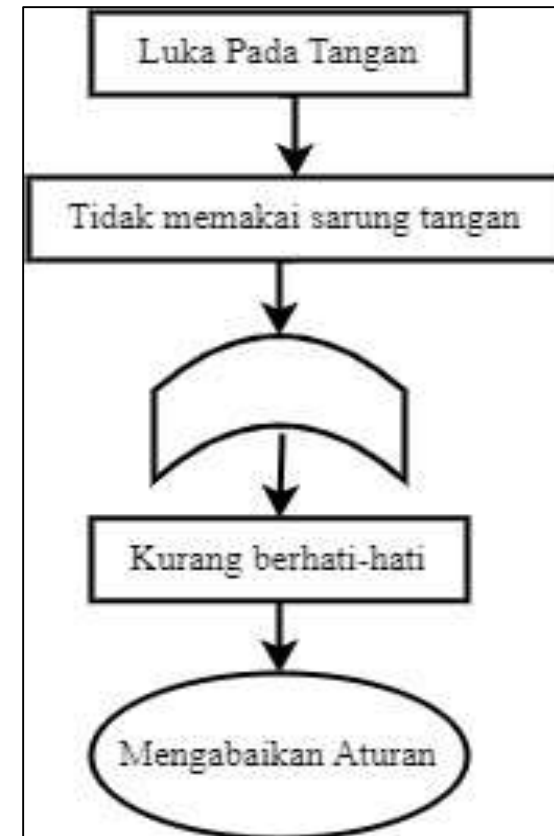 Luka Pada Tangan
Tidak memakai sarung tangan
Kurang berhati-hati
Mengabaikan Aturan